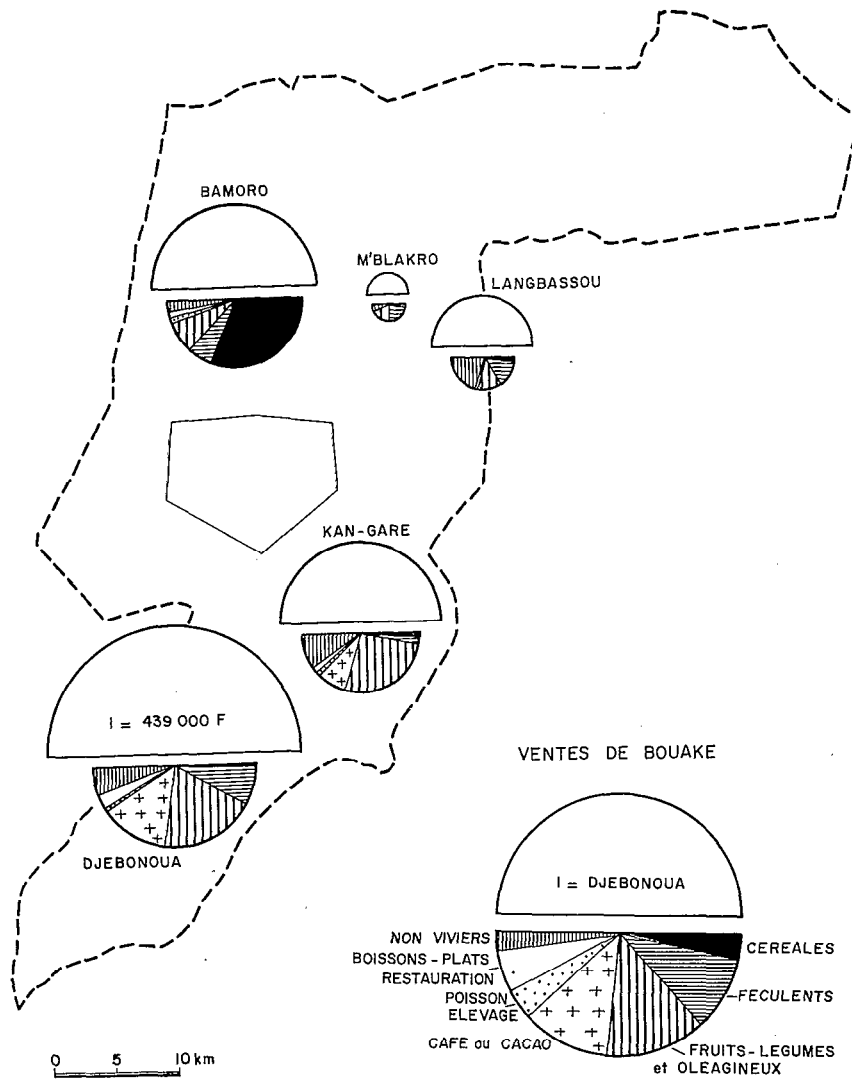 BAMORO
M'BLAKRO
LANGBASSOU
KAN-GARE
I = 439 000 F
DJEBONOUA
VENTES DE BOUAKE
I = DJEBONOUA
NON VIVIERS
BOISSONS - PLATS
RESTAURATION
POISSON
ELEVAGE
CAFE ou CACAO
CEREALES
FECULENTS
FRUITS - LEGUMES
et OLEAGINEUX
0 5 10 km